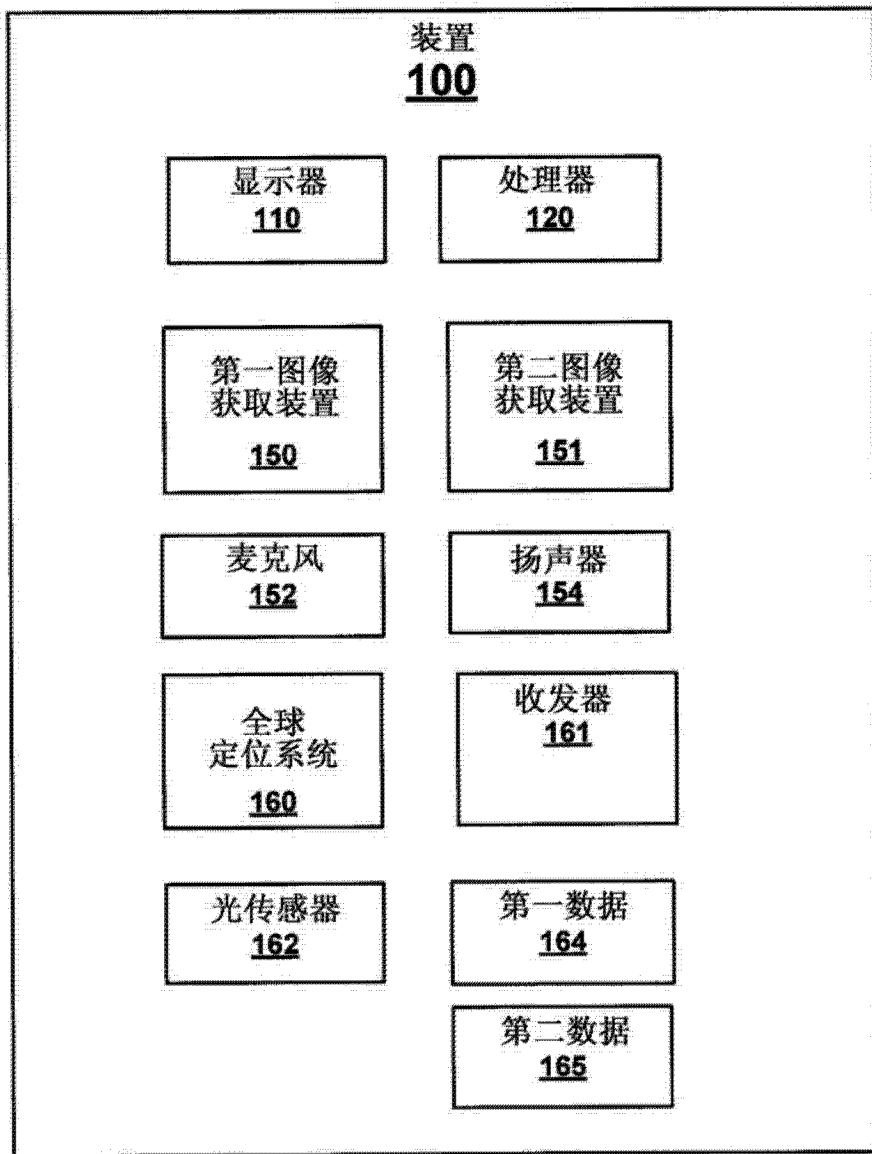 装置
100
显示器
110
处理器
120
第一图像
获取装置
150
第二图像
获取装置
151
麦克风
152
扬声器
154
全球
定位系统
160
收发器
161
光传感器
162
第一数据
164
第二数据
165